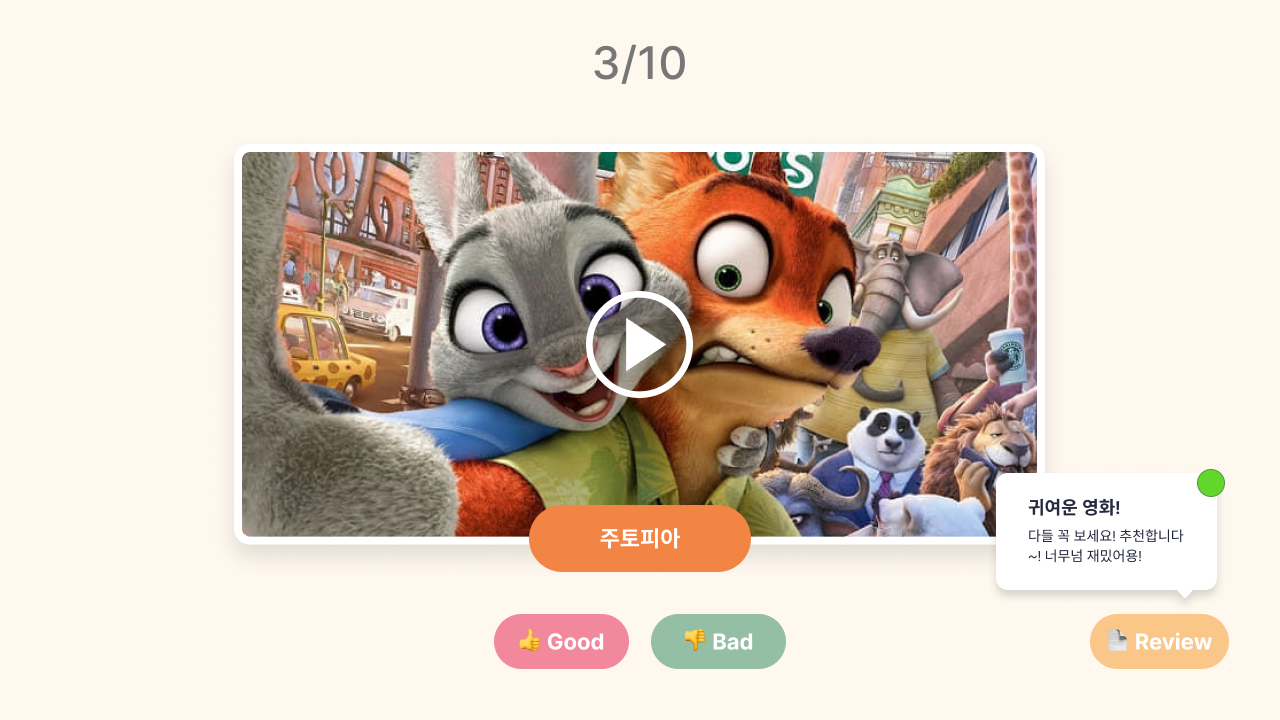 3/10
주토피아
귀여운 영화!
다들 꼭 보세요! 추천합니다
~! 너무넘 재밌어용!
👍 Good
👎 Bad
Review